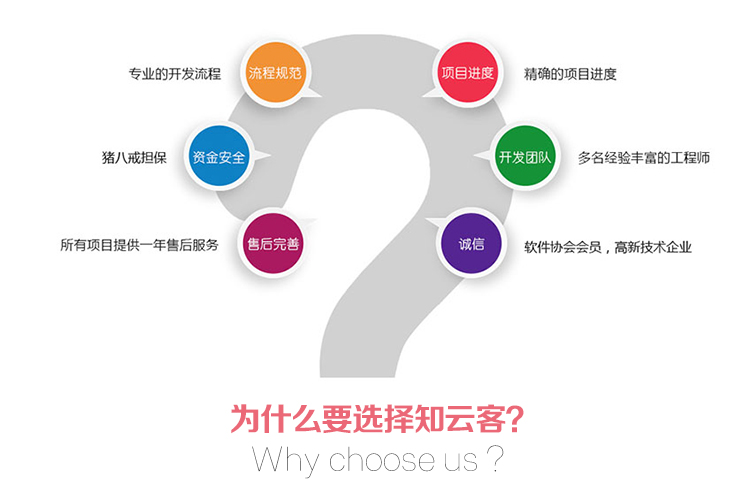 专业的开发流程
流程规范
项目进度
精确的项目进度
猪八戒担保
资金安全
开发团队
多名经验丰富的工程师
所有项目提供一年售后服务
售后完善
诚信
软件协会会员，高新技术企业
为什么要选择知云客?
Why choose us ?